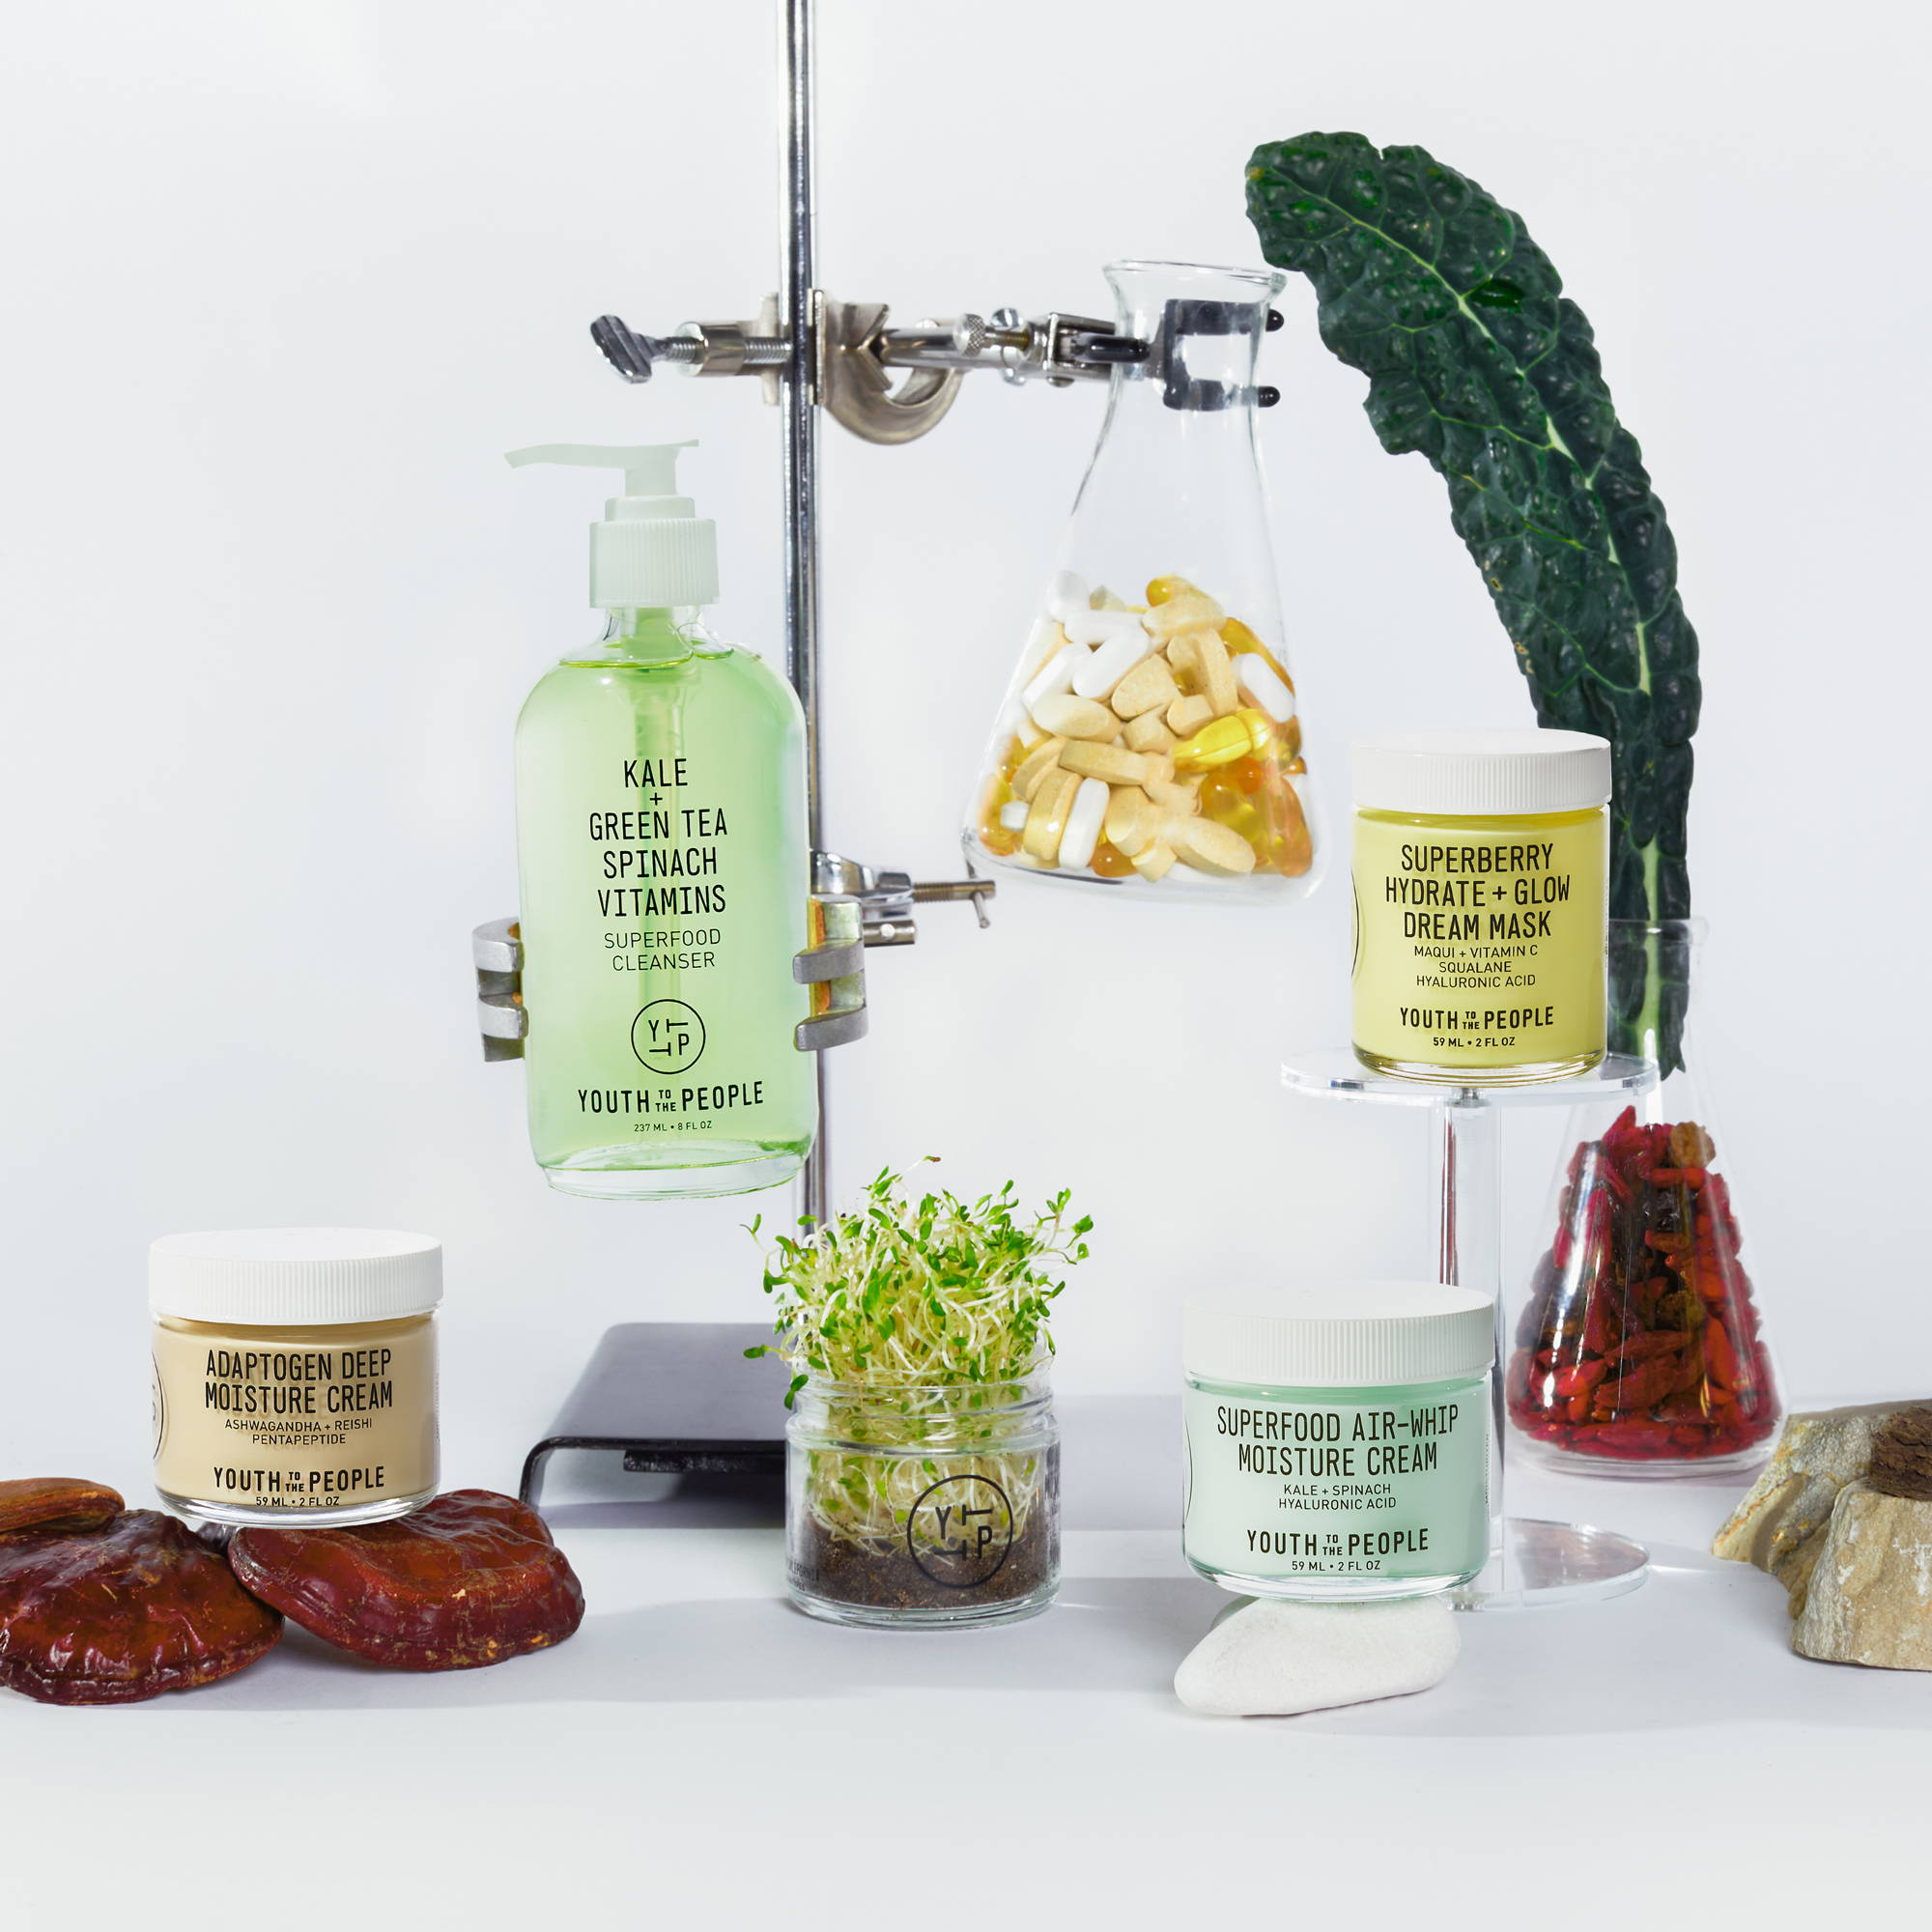 KALE
+
GREEN TEA
SPINACH
VITAMINS
SUPERFOOD
CLEANSER
YTTP
YOUTH TO THE PEOPLE
237 ML • 8 FL OZ
SUPERBERRY
HYDRATE + GLOW
DREAM MASK
MAQUI + VITAMIN C
SQUALANE
HYALURONIC ACID
YOUTH TO THE PEOPLE
59 ML • 2 FL OZ
ADAPTOGEN DEEP
MOISTURE CREAM
ASHWAGANDHA + REISHI
PENTAPEPTIDE
YOUTH TO THE PEOPLE
59 ML • 2 FL OZ
YTTP
SUPERFOOD AIR-WHIP
MOISTURE CREAM
KALE + SPINACH
HYALURONIC ACID
YOUTH TO THE PEOPLE
59 ML • 2 FL OZ